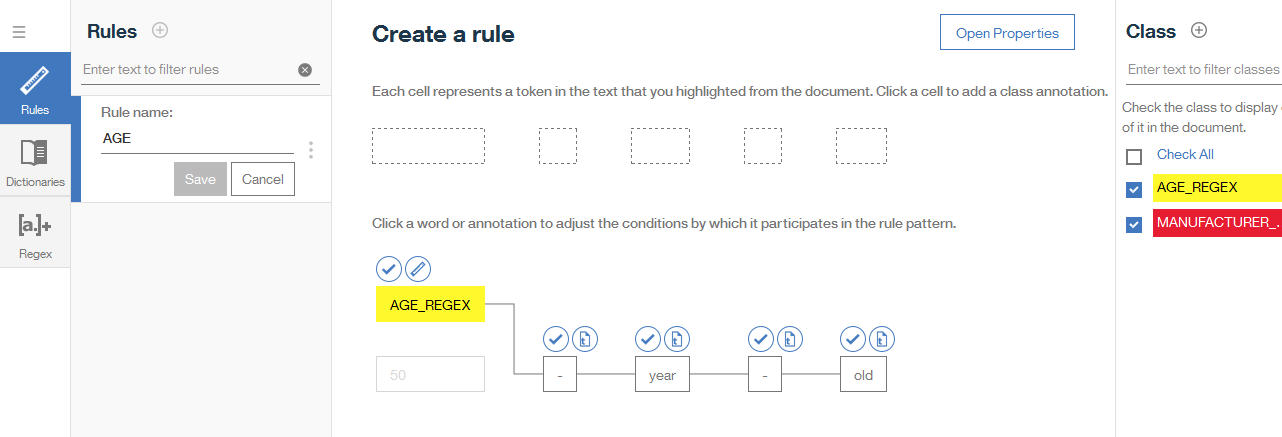 Rules
Dictionaries
[a.]+
Regex
Rules
Enter text to filter rules
Rule name:
AGE
Save
Cancel
Create a rule
Open Properties
Each cell represents a token in the text that you highlighted from the document. Click a cell to add a class annotation.
Click a word or annotation to adjust the conditions by which it participates in the rule pattern.
AGE_REGEX
50
t
t
t
t
-
year
-
old
Class
Enter text to filter classes
Check the class to display
of it in the document.
Check All
AGE_REGEX
MANUFACTURER_.